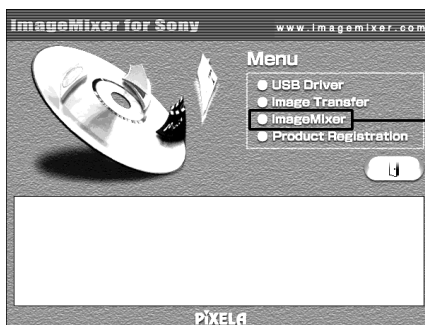 ImageMixer for Sony
www.imagemixer.com
Menu
USB Driver
Image Transfer
ImageMixer
Product Registration
PIXELA